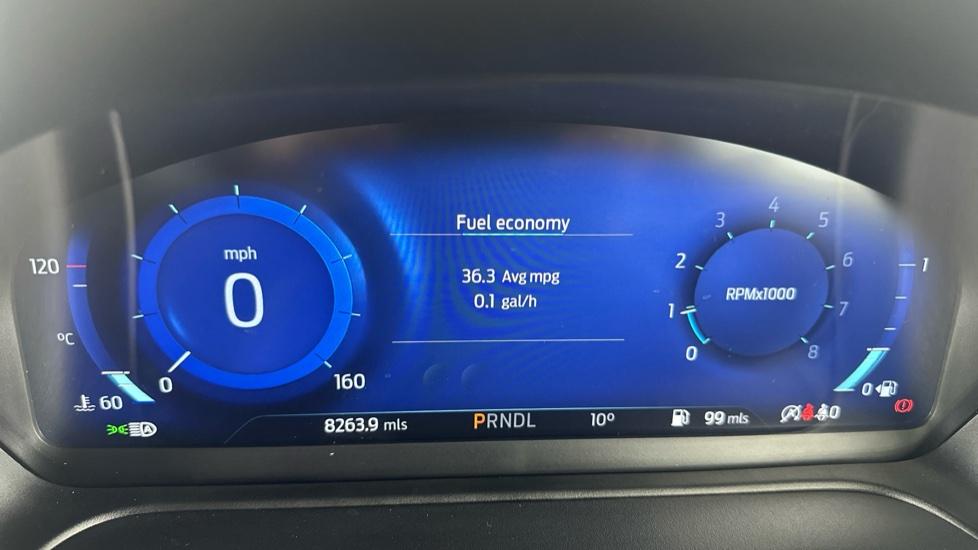 Fuel economy
36.3 Avg mpg
0.1 gal/h
mph
0
0
160
120
°C
60
3 4 5
2 6
1 7
0 8
RPMx1000
1
0
8263.9 mls
PRNDL
10°
99 mls
A
A
0